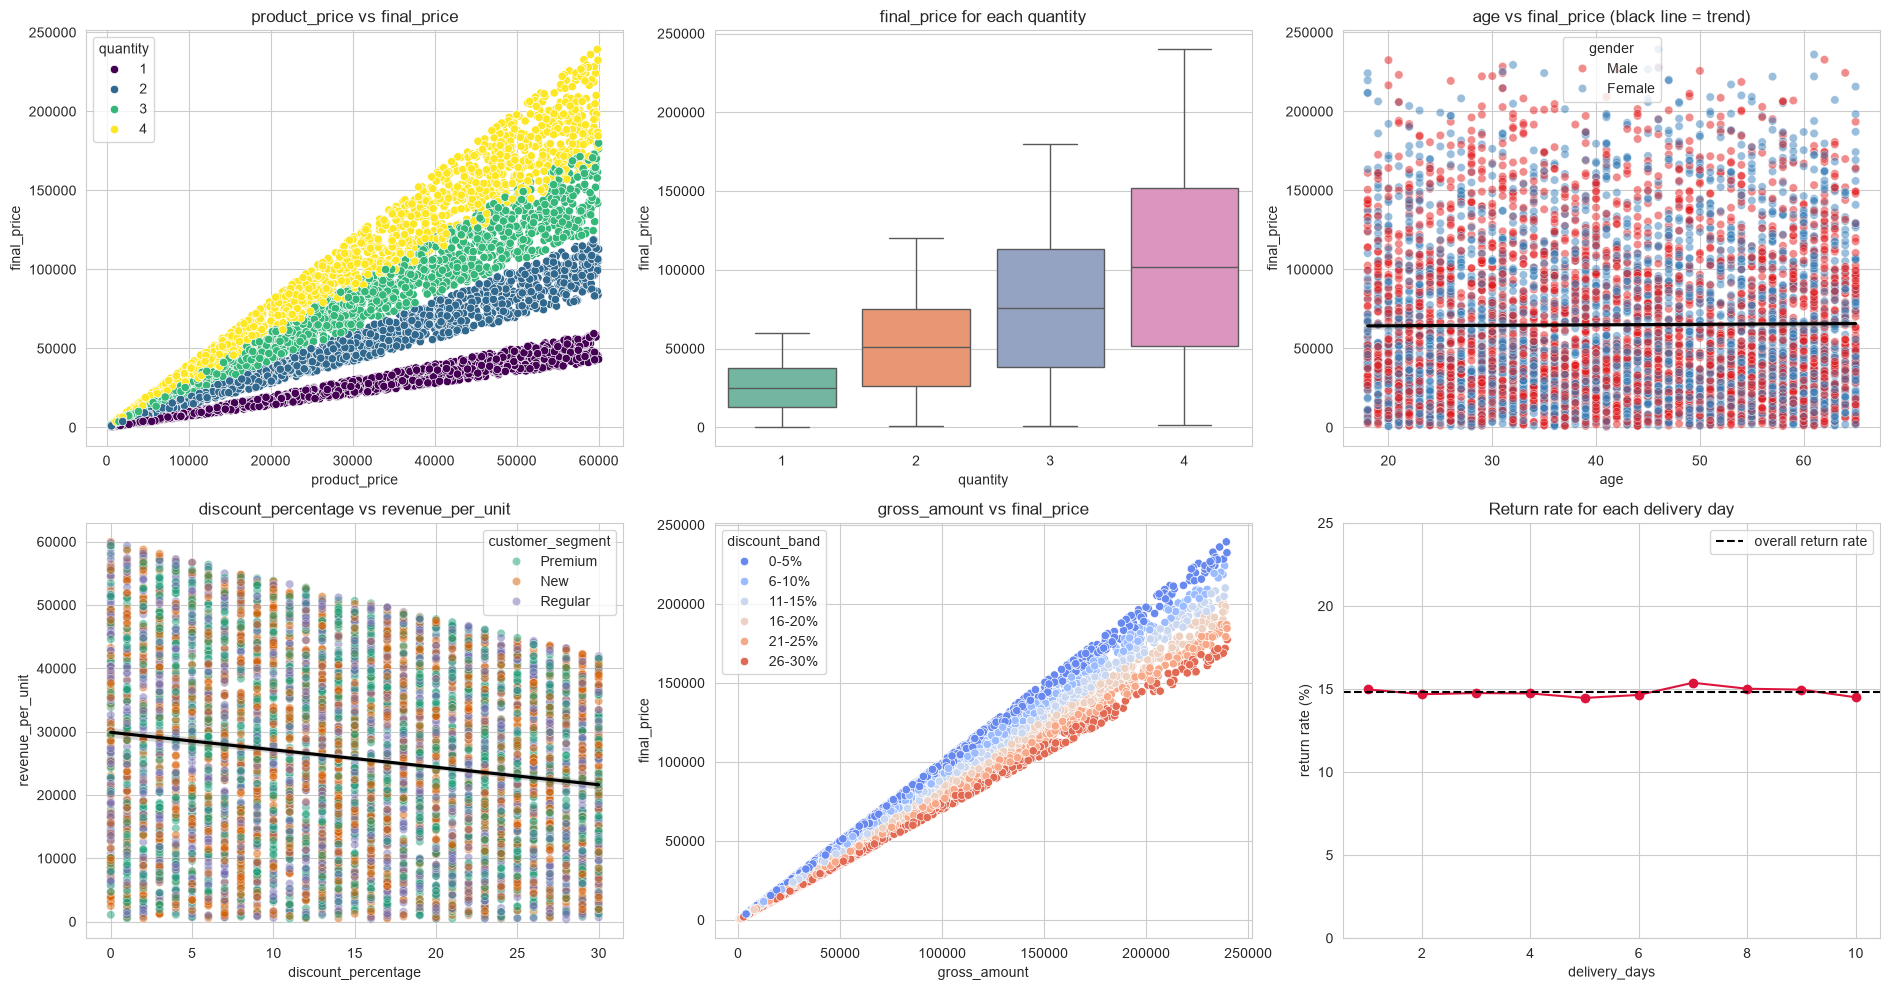 product_price vs final_price
250000
200000
150000
100000
50000
0
final_price
quantity
1
2
3
4
0 10000 20000 30000 40000 50000 60000
product_price
final_price for each quantity
250000
200000
150000
100000
50000
0
final_price
1 2 3 4
quantity
age vs final_price (black line = trend)
250000
200000
150000
100000
50000
0
final_price
gender
Male
Female
20 30 40 50 60
age
discount_percentage vs revenue_per_unit
60000
50000
40000
30000
20000
10000
0
revenue_per_unit
customer_segment
Premium
New
Regular
0 5 10 15 20 25 30
discount_percentage
gross_amount vs final_price
250000
200000
150000
100000
50000
0
final_price
discount_band
0-5%
6-10%
11-15%
16-20%
21-25%
26-30%
0 50000 100000 150000 200000 250000
gross_amount
Return rate for each delivery day
25
20
15
10
5
0
return rate (%)
overall return rate
2 4 6 8 10
delivery_days